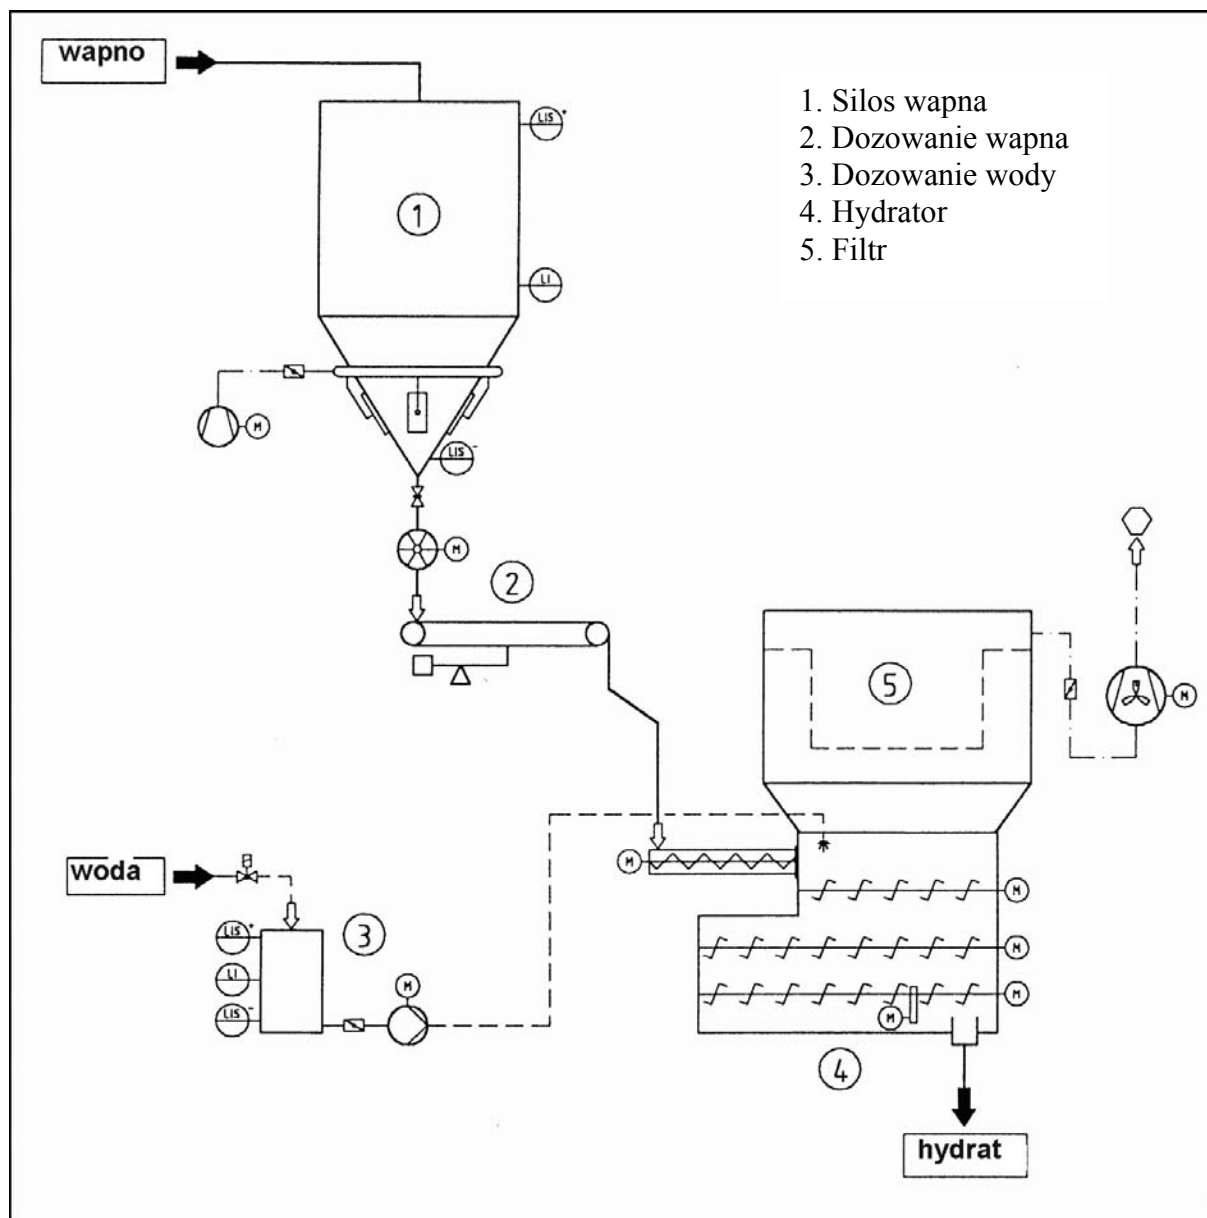 wapno
1. Silos wapna
2. Dozowanie wapna
3. Dozowanie wody
4. Hydrator
5. Filtr
LIS+
1
LI
M
LIS-
M
2
5
M
M
woda
M
LIS+
3
LI
M
M
LIS-
M
M
4
hydrat